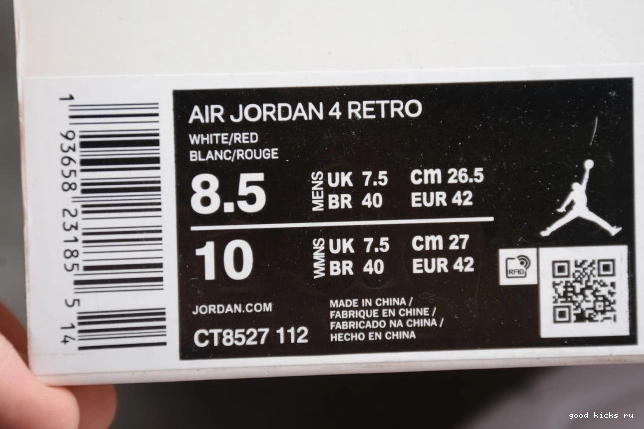 AIR JORDAN 4 RETRO
WHITE/RED
BLANC/ROUGE
8.5 MENS UK 7.5 cm 26.5
BR 40 EUR 42
10 WMNS UK 7.5 cm 27
BR 40 EUR 42
RFID
JORDAN.COM
CT8527 112
MADE IN CHINA /
FABRIQUE EN CHINE /
FABRICADO NA CHINA /
HECHO EN CHINA
1 93658 23185 5 14
good kicks ru